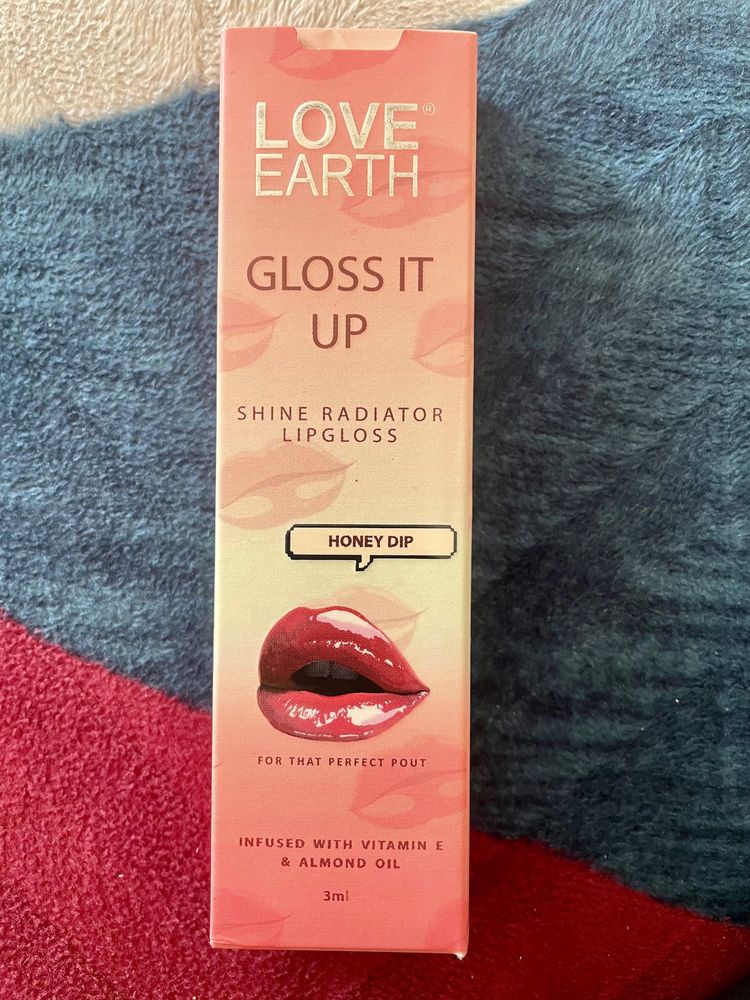 LOVE®
EARTH
GLOSS IT
UP
SHINE RADIATOR
LIPGLOSS
HONEY DIP
FOR THAT PERFECT POUT
INFUSED WITH VITAMIN E
& ALMOND OIL
3ml